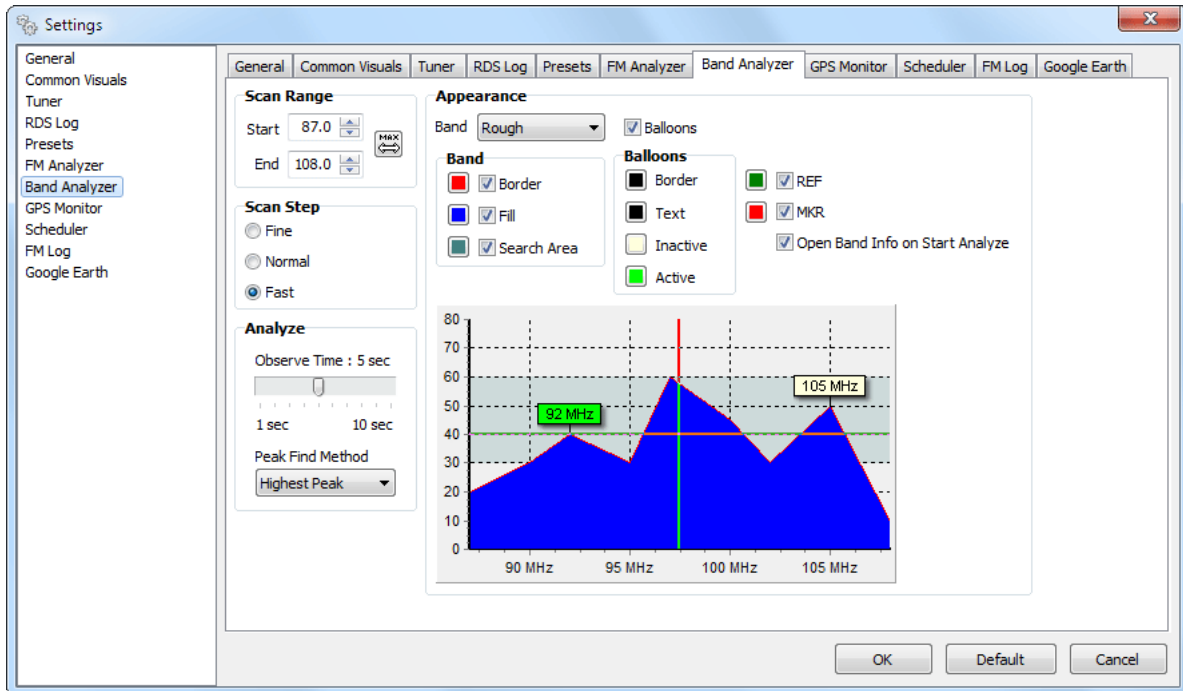 Settings
General
Common Visuals
Tuner
RDS Log
Presets
FM Analyzer
Band Analyzer
GPS Monitor
Scheduler
FM Log
Google Earth
General Common Visuals Tuner RDS Log Presets FM Analyzer Band Analyzer GPS Monitor Scheduler FM Log Google Earth
Scan Range
Start 87.0
MAX
End 108.0
Scan Step
Fine
Normal
Fast
Analyze
Observe Time : 5 sec
1 sec 10 sec
Peak Find Method
Highest Peak
Appearance
Band Rough Balloons
Band
Border
Fill
Search Area
Balloons
Border
Text
Inactive
Active
REF
MKR
Open Band Info on Start Analyze
80
70
60
50
40
30
20
10
0
92 MHz
105 MHz
90 MHz 95 MHz 100 MHz 105 MHz
OK Default Cancel